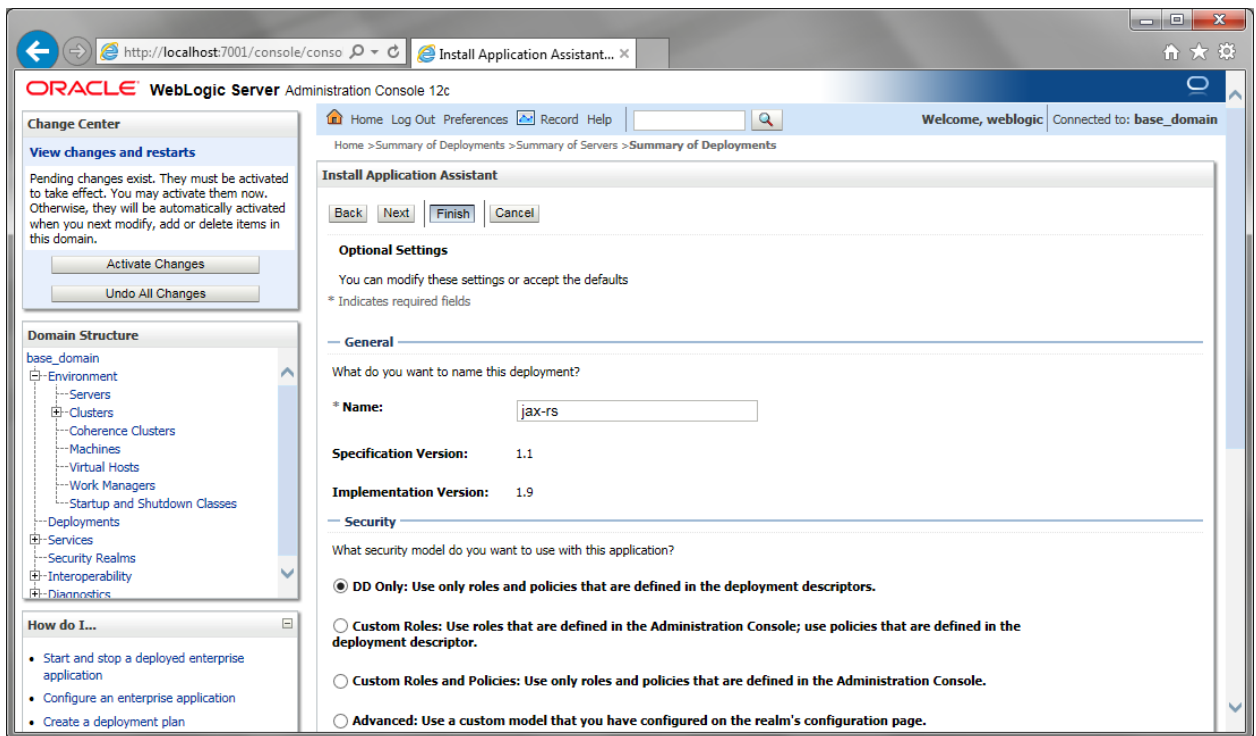 http://localhost:7001/console/conso
Install Application Assistant...
ORACLE WebLogic Server Administration Console 12c
Change Center
View changes and restarts
Pending changes exist. They must be activated
to take effect. You may activate them now.
Otherwise, they will be automatically activated
when you next modify, add or delete items in
this domain.
Activate Changes
Undo All Changes
Domain Structure
base_domain
Environment
Servers
Clusters
Coherence Clusters
Machines
Virtual Hosts
Work Managers
Startup and Shutdown Classes
Deployments
Services
Security Realms
Interoperability
Diagnostics
How do I...
• Start and stop a deployed enterprise
application
• Configure an enterprise application
• Create a deployment plan
Home Log Out Preferences Record Help
Welcome, weblogic Connected to: base_domain
Home >Summary of Deployments >Summary of Servers >Summary of Deployments
Install Application Assistant
Back Next Finish Cancel
Optional Settings
You can modify these settings or accept the defaults
* Indicates required fields
General
What do you want to name this deployment?
* Name: jax-rs
Specification Version: 1.1
Implementation Version: 1.9
Security
What security model do you want to use with this application?
DD Only: Use only roles and policies that are defined in the deployment descriptors.
Custom Roles: Use roles that are defined in the Administration Console; use policies that are defined in the
deployment descriptor.
Custom Roles and Policies: Use only roles and policies that are defined in the Administration Console.
Advanced: Use a custom model that you have configured on the realm's configuration page.